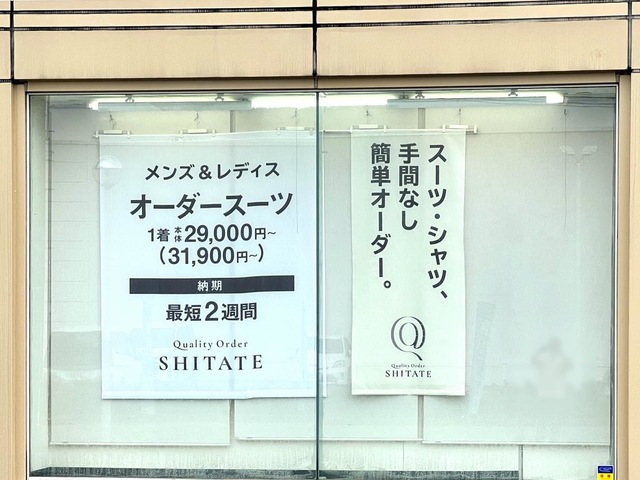 メンズ＆レディス
オーダースーツ
1着 本体 29,000円~
(31,900円~)
納期
最短2週間
Quality Order
SHITATE
スーツ・シャツ、
手間なし
簡単オーダー。
Quality Order
SHITATE